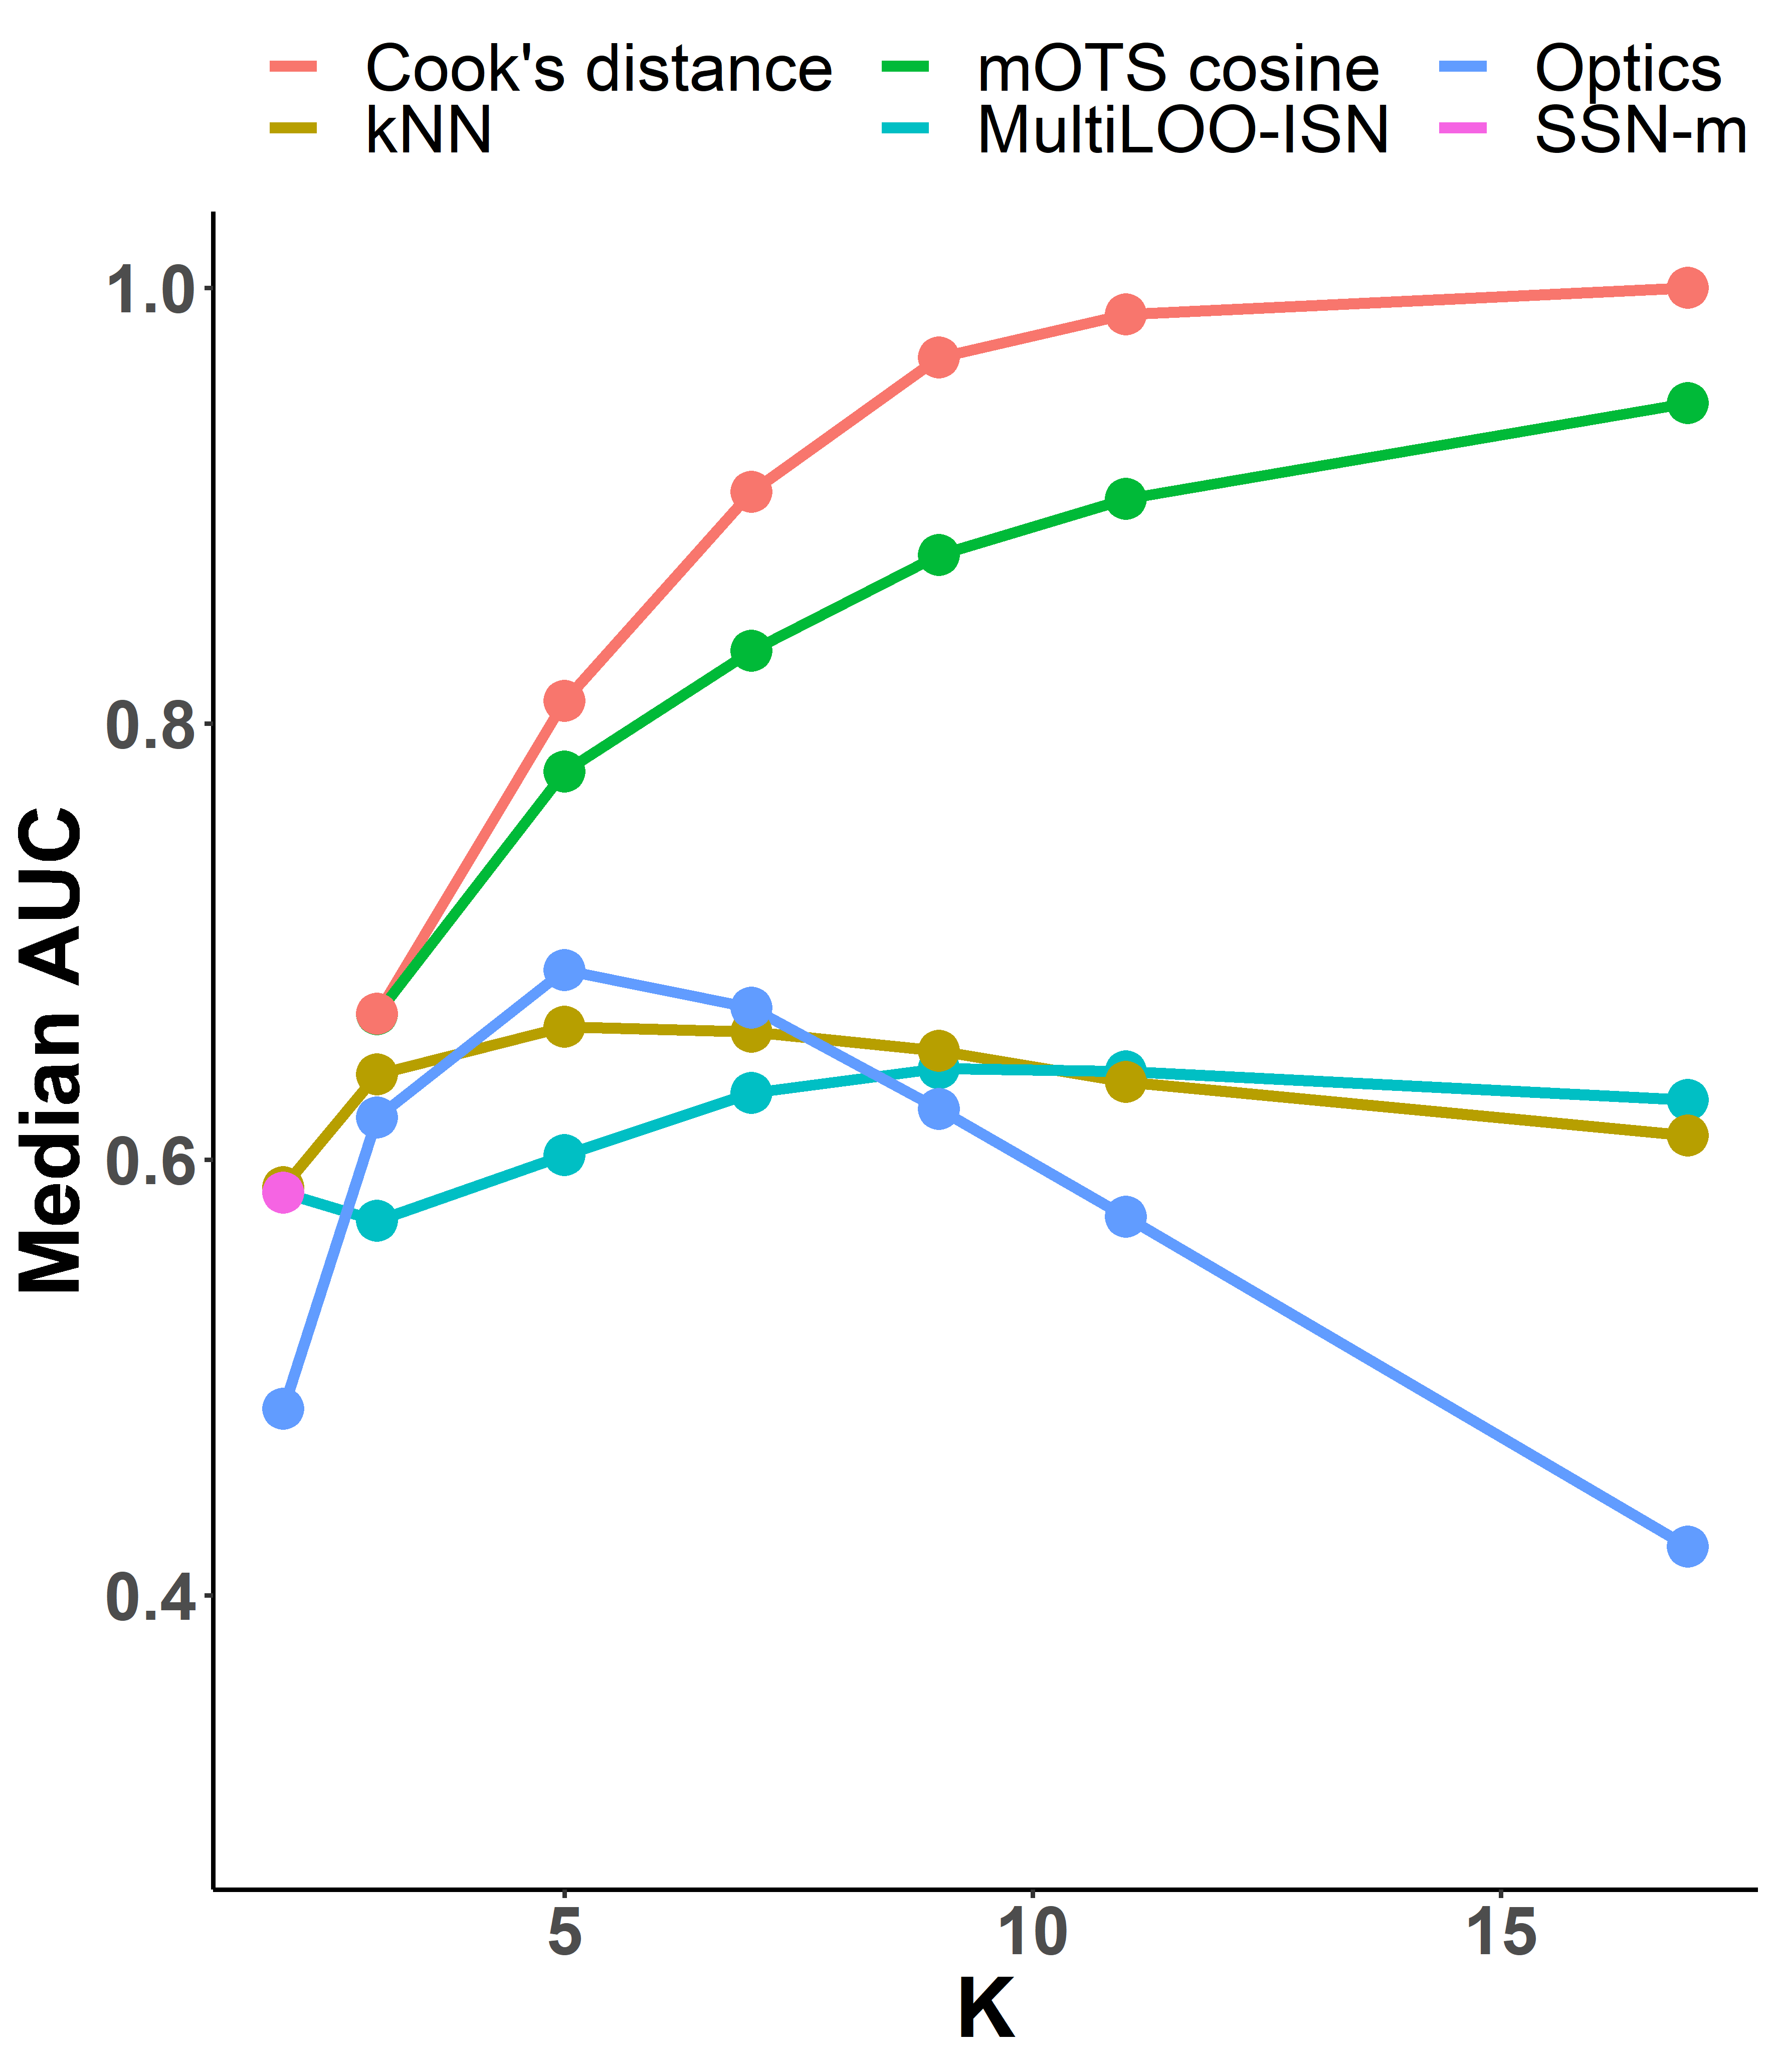 Cook's distance mOTS cosine Optics
kNN MultiLOO-ISN SSN-m
1.0
0.8
0.6
0.4
Median AUC
5 10 15
K